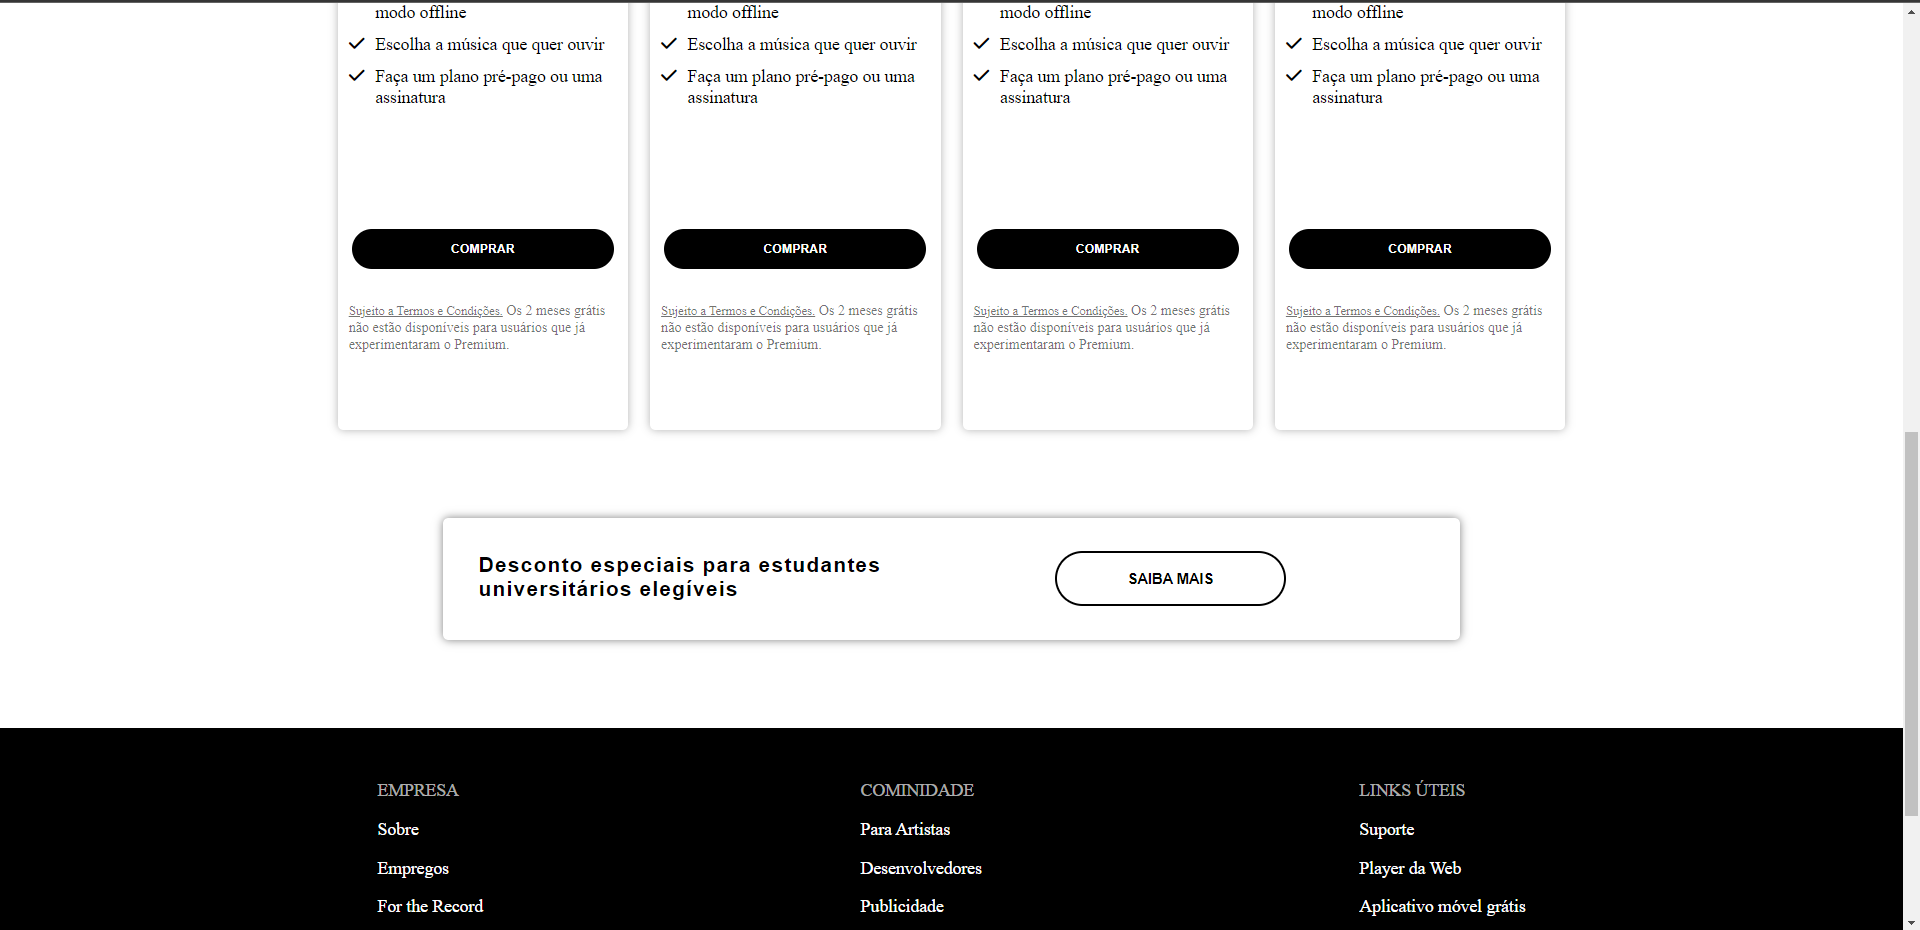 modo offline
Escolha a música que quer ouvir
Faça um plano pré-pago ou uma
assinatura
COMPRAR
Sujeito a Termos e Condições. Os 2 meses grátis
não estão disponíveis para usuários que já
experimentaram o Premium.
modo offline
Escolha a música que quer ouvir
Faça um plano pré-pago ou uma
assinatura
COMPRAR
Sujeito a Termos e Condições. Os 2 meses grátis
não estão disponíveis para usuários que já
experimentaram o Premium.
modo offline
Escolha a música que quer ouvir
Faça um plano pré-pago ou uma
assinatura
COMPRAR
Sujeito a Termos e Condições. Os 2 meses grátis
não estão disponíveis para usuários que já
experimentaram o Premium.
modo offline
Escolha a música que quer ouvir
Faça um plano pré-pago ou uma
assinatura
COMPRAR
Sujeito a Termos e Condições. Os 2 meses grátis
não estão disponíveis para usuários que já
experimentaram o Premium.
Desconto especiais para estudantes
universitários elegíveis
SAIBA MAIS
EMPRESA
Sobre
Empregos
For the Record
COMINIDADE
Para Artistas
Desenvolvedores
Publicidade
LINKS ÚTEIS
Suporte
Player da Web
Aplicativo móvel grátis